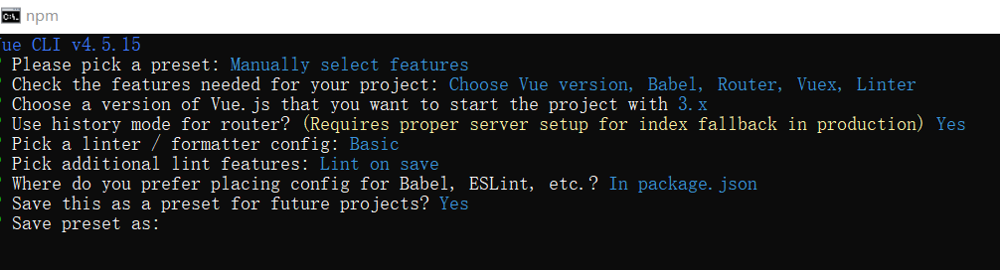 npm
Vue CLI v4.5.15
? Please pick a preset: Manually select features
? Check the features needed for your project: Choose Vue version, Babel, Router, Vuex, Linter
? Choose a version of Vue.js that you want to start the project with 3.x
? Use history mode for router? (Requires proper server setup for index fallback in production) Yes
? Pick a linter / formatter config: Basic
? Pick additional lint features: Lint on save
? Where do you prefer placing config for Babel, ESLint, etc.? In package.json
? Save this as a preset for future projects? Yes
? Save preset as: